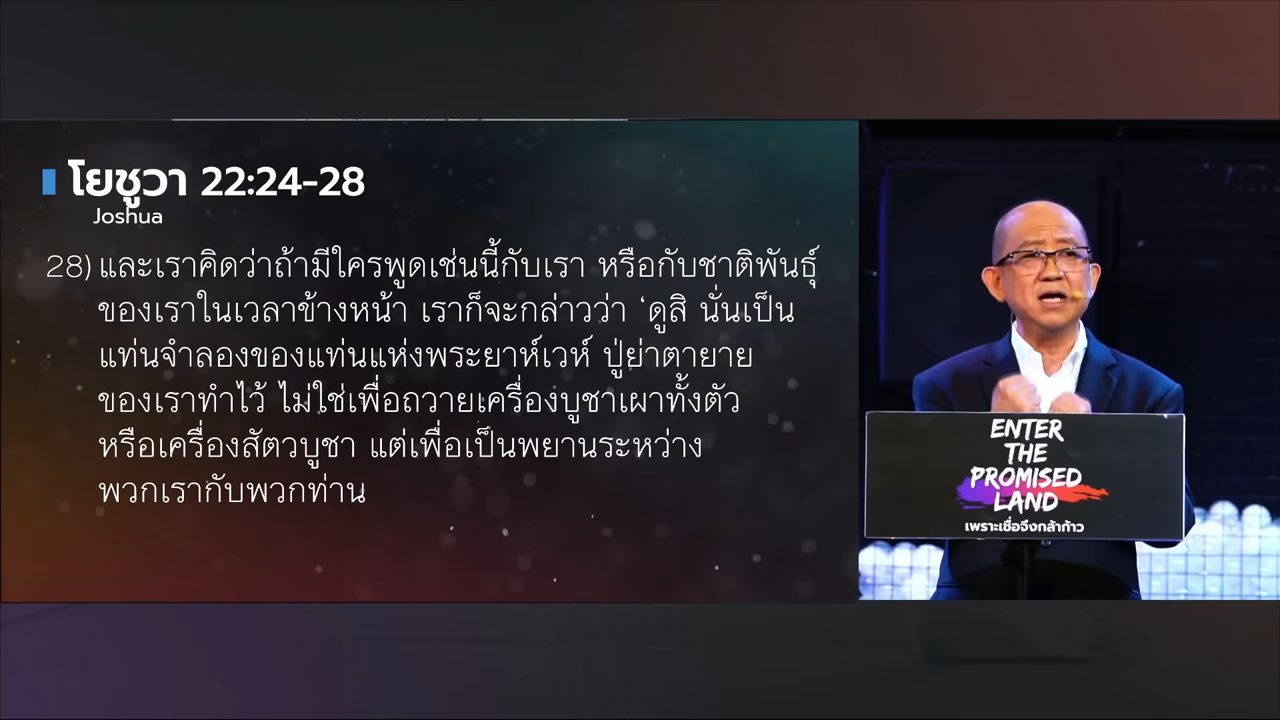 โยชูวา 22:24-28
Joshua
28) และเราคิดว่าถ้ามีใครพูดเช่นนี้กับเรา หรือกับชาติพันธุ์
ของเราในเวลาข้างหน้า เราก็จะกล่าวว่า ‘ดูสิ นั่นเป็น
แท่นจำลองของแท่นแห่งพระยาห์เวห์ ปู่ย่าตายาย
ของเราทำไว้ ไม่ใช่เพื่อถวายเครื่องบูชาเผาทั้งตัว
หรือเครื่องสัตวบูชา แต่เพื่อเป็นพยานระหว่าง
พวกเรากับพวกท่าน
ENTER
THE
PROMISED
LAND
เพราะเชื่อจึงกล้าก้าว